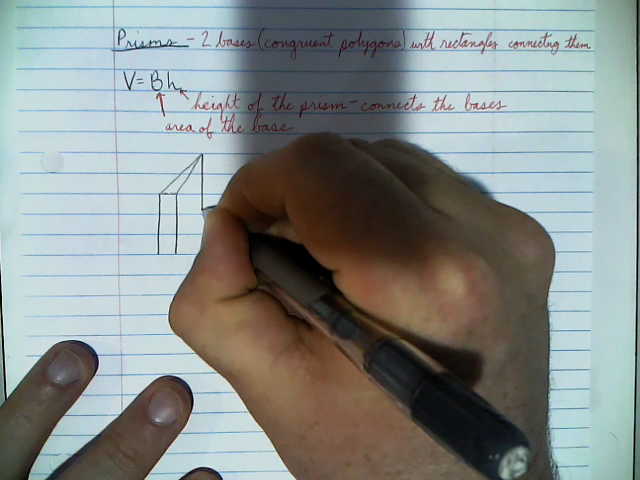 Prisms - 2 bases (congruent polygons) with rectangles connecting them
V = Bh
height of the prism - connects the bases
area of the base